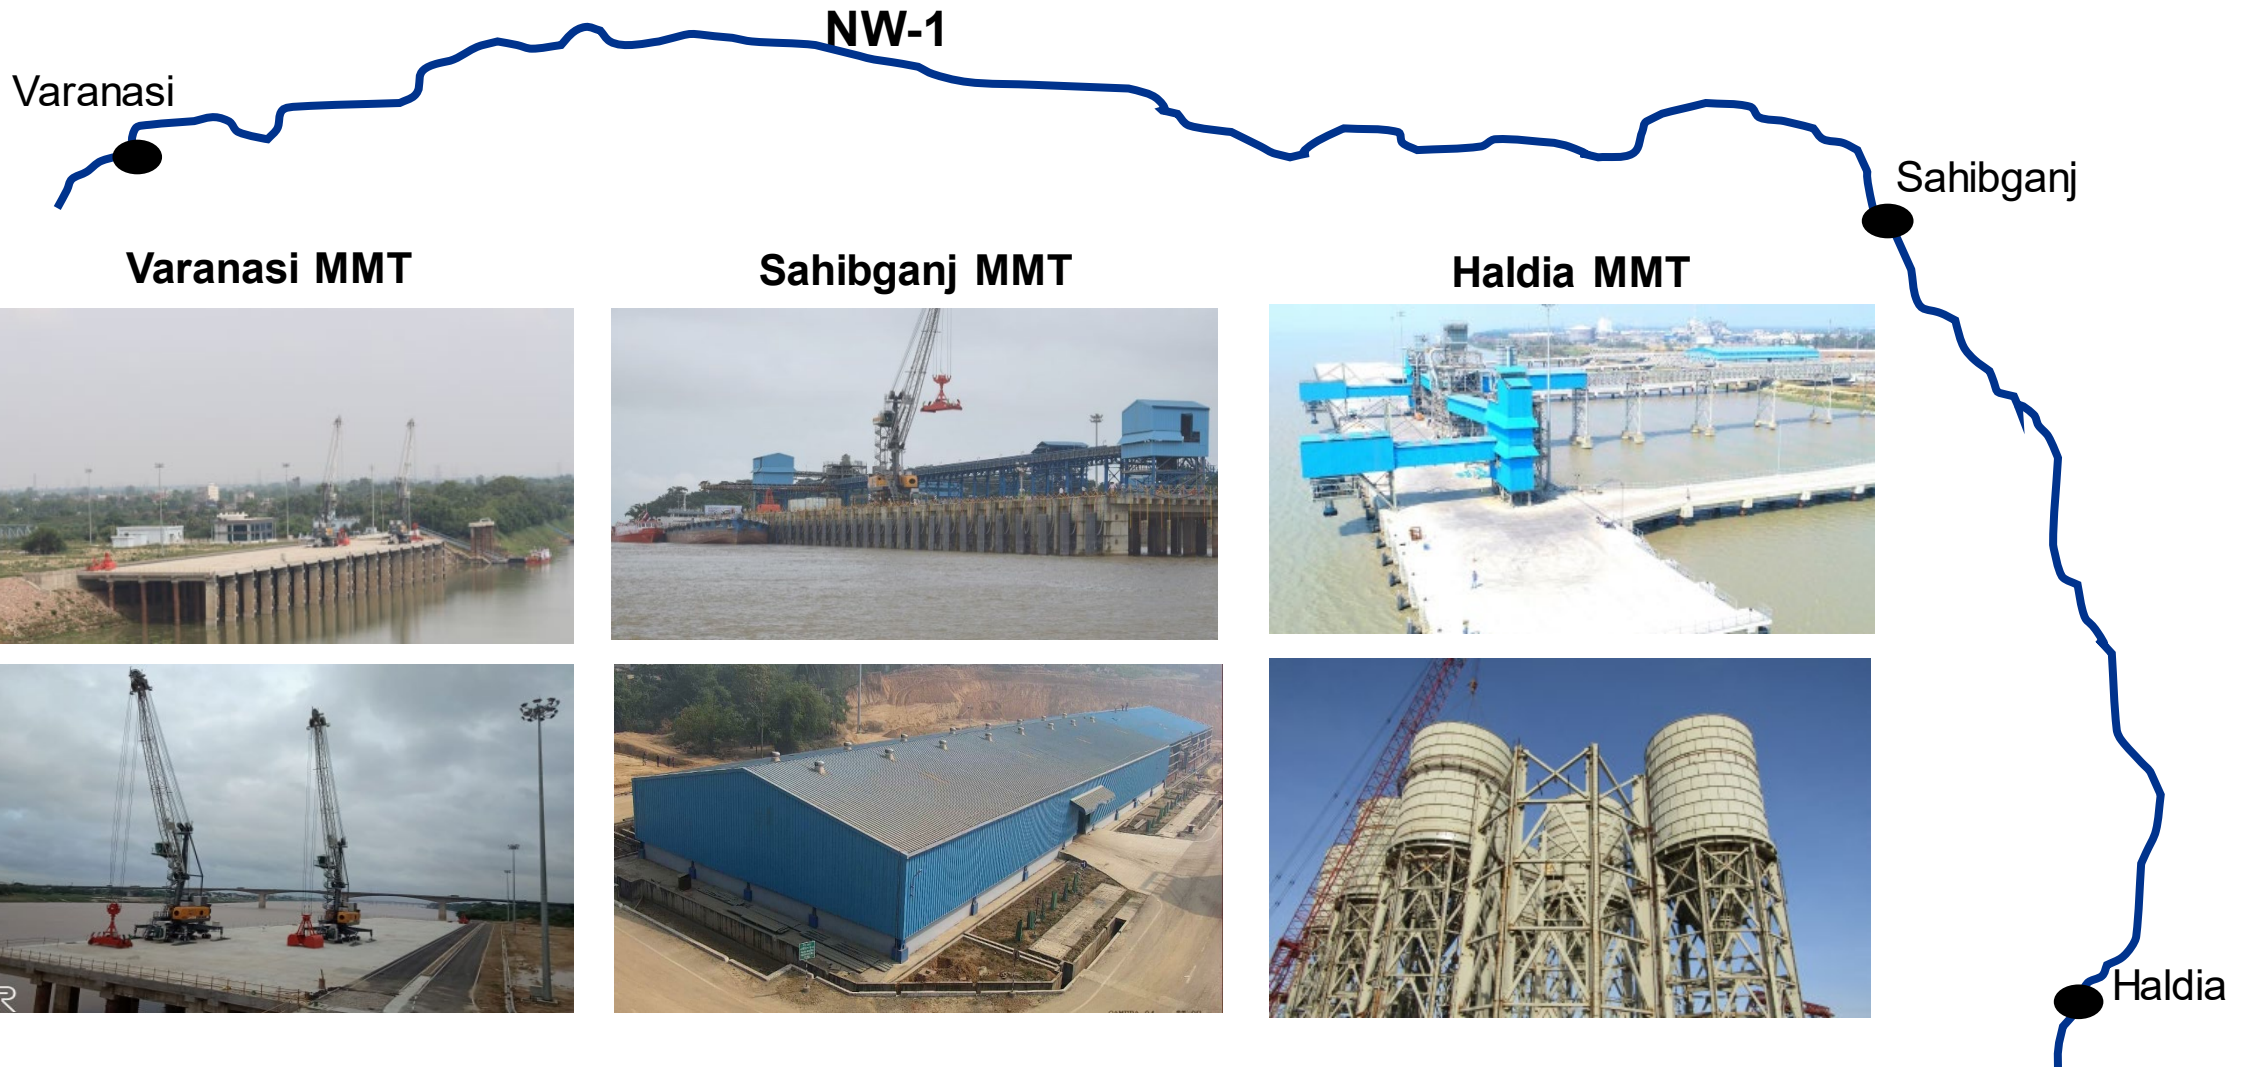 NW-1
Varanasi
Sahibganj
Varanasi MMT
Sahibganj MMT
Haldia MMT
Haldia